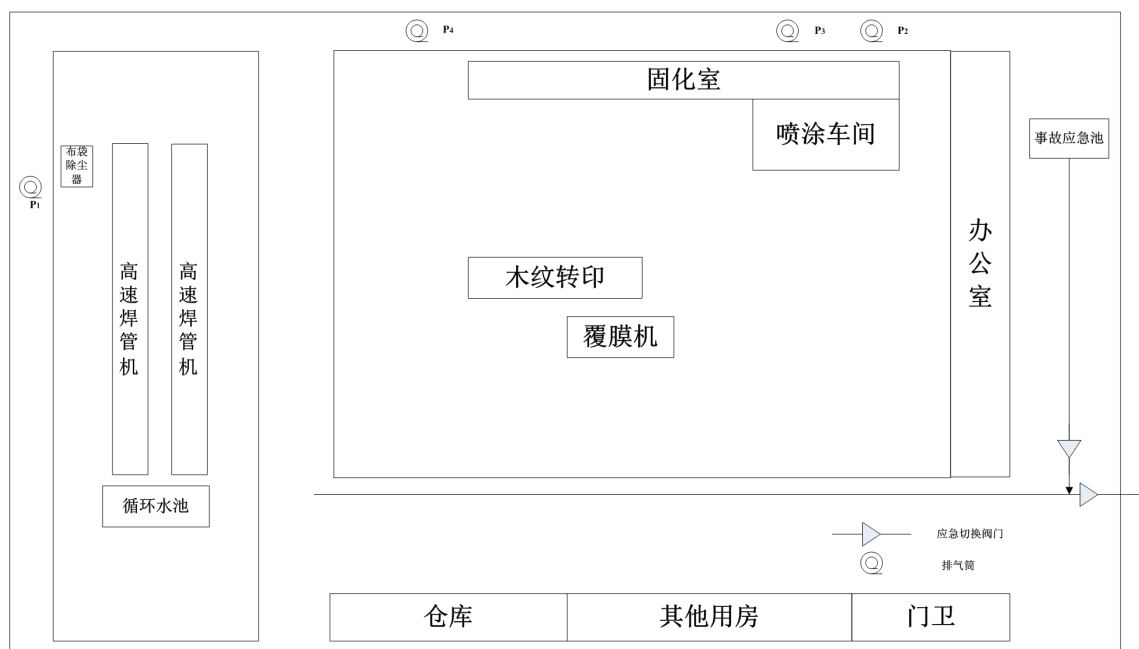 P4
P3
P2
固化室
喷涂车间
事故应急池
布袋
除尘
器
P1
高速焊管机
高速焊管机
办公室
木纹转印
覆膜机
循环水池
应急切换阀门
排气筒
仓库
其他用房
门卫